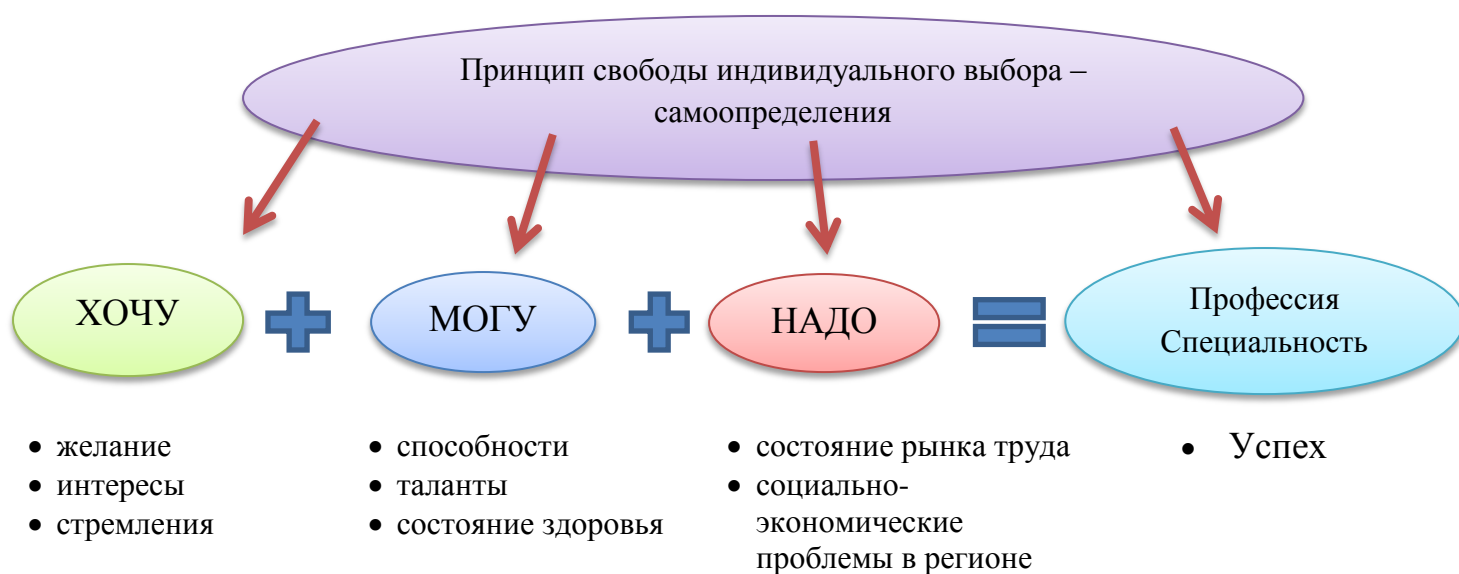 Принцип свободы индивидуального выбора –
самоопределения
ХОЧУ
МОГУ
НАДО
Профессия
Специальность
• желание
• интересы
• стремления
• способности
• таланты
• состояние здоровья
• состояние рынка труда
• социально-
экономические
проблемы в регионе
• Успех